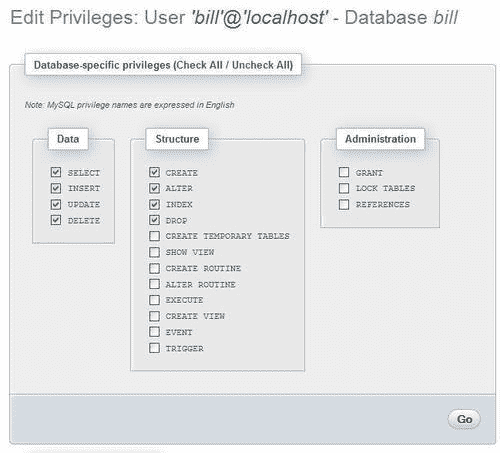 Edit Privileges: User 'bill'@'localhost' - Database bill
Database-specific privileges (Check All / Uncheck All)
Note: MySQL privilege names are expressed in English
Data
SELECT
INSERT
UPDATE
DELETE
Structure
CREATE
ALTER
INDEX
DROP
CREATE TEMPORARY TABLES
SHOW VIEW
CREATE ROUTINE
ALTER ROUTINE
EXECUTE
CREATE VIEW
EVENT
TRIGGER
Administration
GRANT
LOCK TABLES
REFERENCES
Go